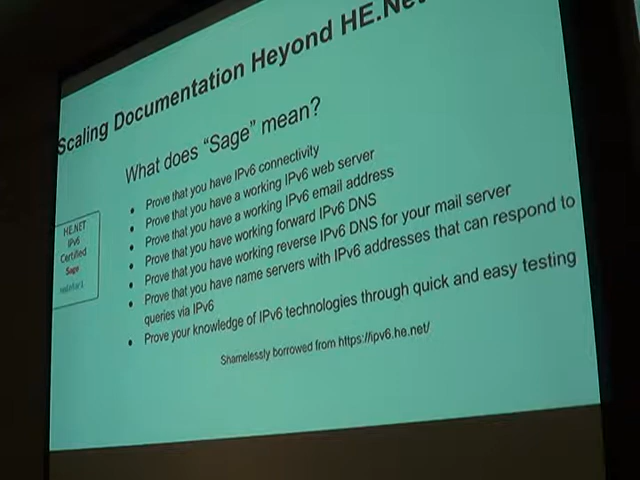 Scaling Documentation Heyond HE.Net
What does “Sage” mean?
• Prove that you have IPv6 connectivity
• Prove that you have a working IPv6 web server
• Prove that you have a working IPv6 email address
• Prove that you have working forward IPv6 DNS
• Prove that you have working reverse IPv6 DNS for your mail server
• Prove that you have name servers with IPv6 addresses that can respond to
queries via IPv6
• Prove your knowledge of IPv6 technologies through quick and easy testing
Shamelessly borrowed from https://ipv6.he.net/
HE.NET
IPv6
Certified
Sage